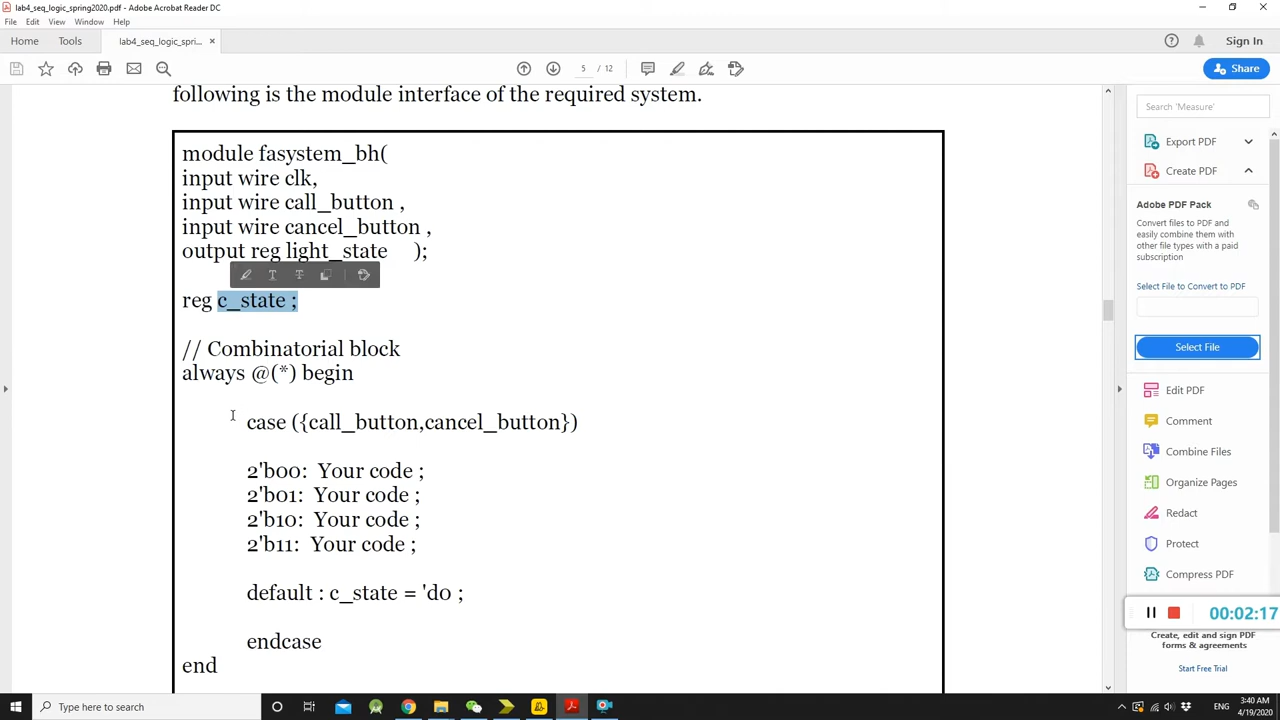 lab4_seq_logic_spring2020.pdf - Adobe Acrobat Reader DC
File Edit View Window Help
Home Tools lab4_seq_logic_spri... × Sign In
5 / 12 Share
following is the module interface of the required system.
module fasystem_bh(
input wire clk,
input wire call_button ,
input wire cancel_button ,
output reg light_state );
reg c_state ;
// Combinatorial block
always @(*) begin
case ({call_button,cancel_button})
2'b00: Your code ;
2'b01: Your code ;
2'b10: Your code ;
2'b11: Your code ;
default : c_state = 'd0 ;
endcase
end
Search 'Measure'
Export PDF
Create PDF
Adobe PDF Pack
Convert files to PDF and
easily combine them with
other file types with a paid
subscription
Select File to Convert to PDF
Select File
Edit PDF
Comment
Combine Files
Organize Pages
Redact
Protect
Compress PDF
00:02:17
Create, edit and sign PDF
forms & agreements
Start Free Trial
Type here to search
ENG
3:40 AM
4/19/2020